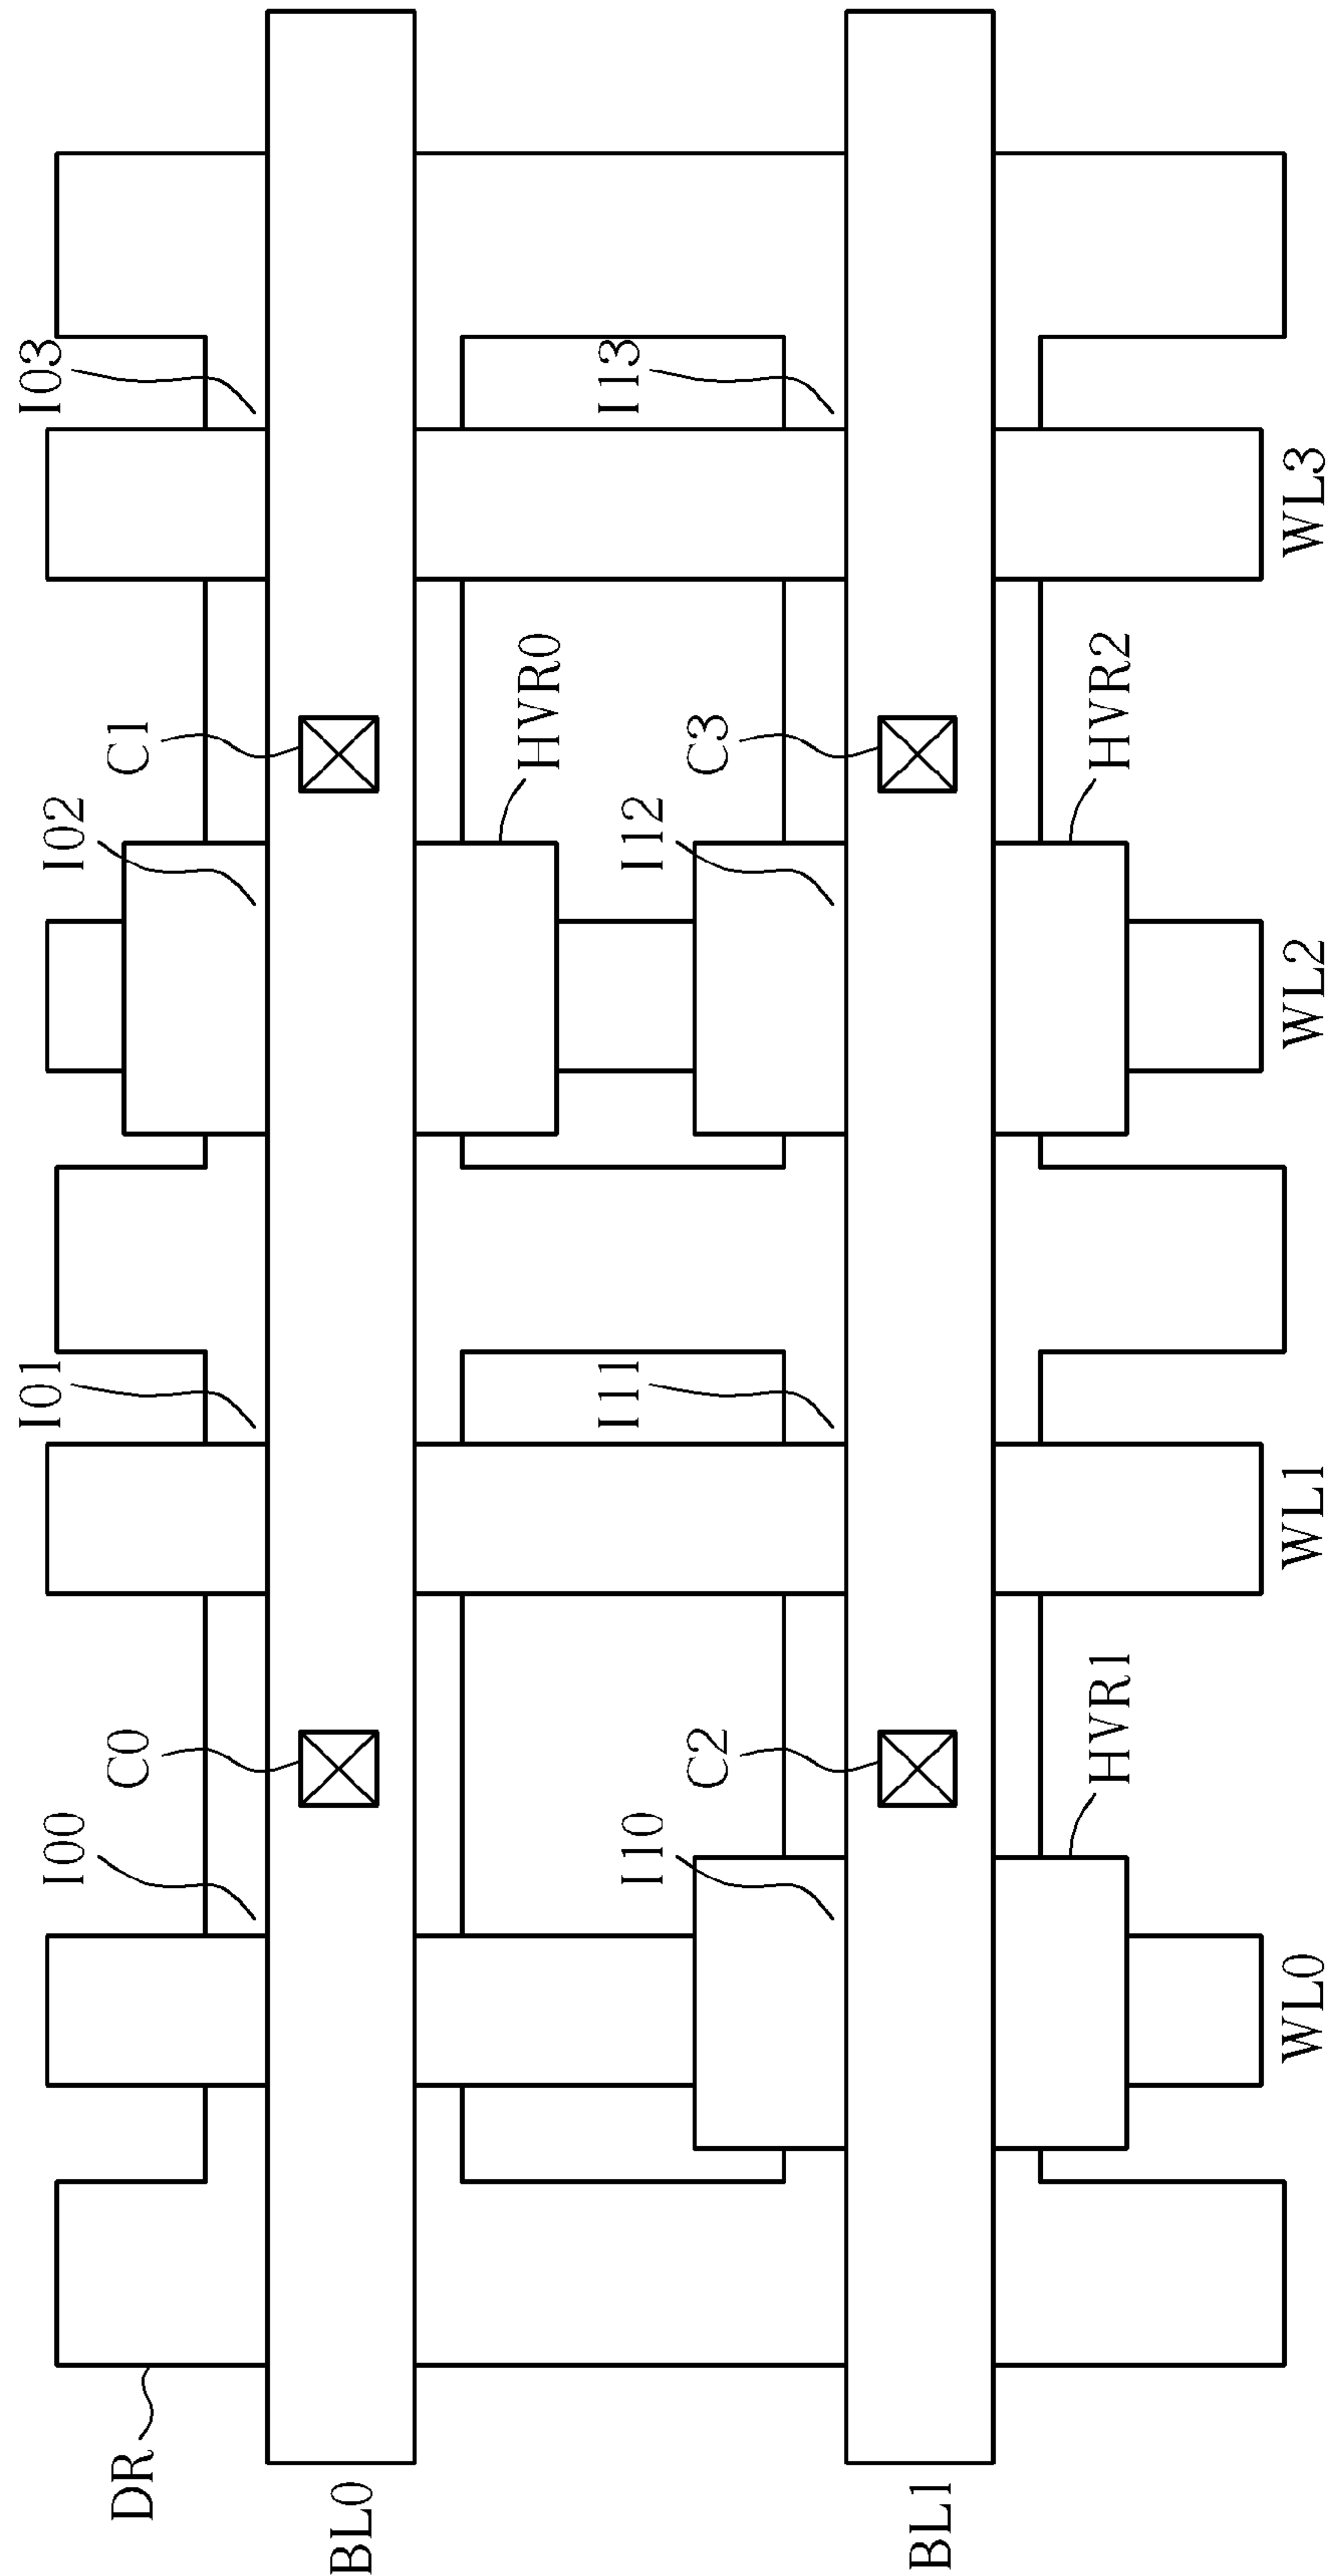 I00
I01
I02
I03
C0
C1
DR
BL0
HVR0
I10
I11
I12
I13
C2
C3
BL1
HVR1
HVR2
WL0
WL1
WL2
WL3